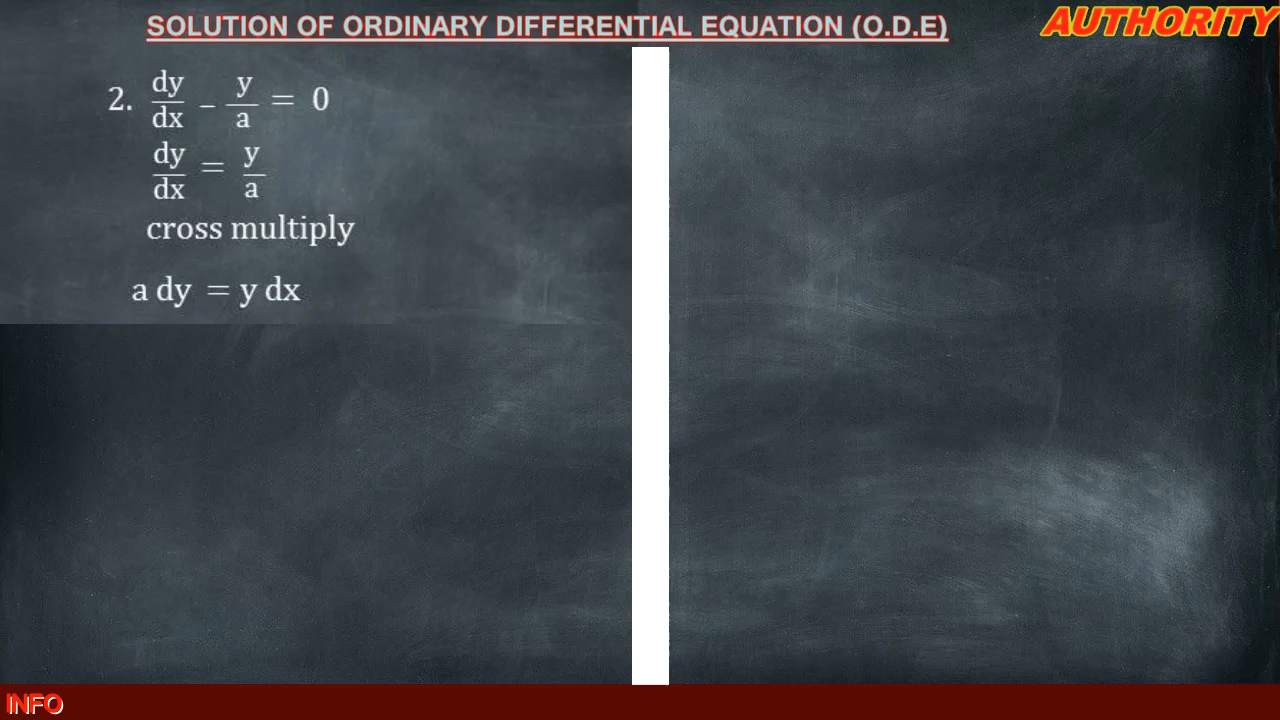 SOLUTION OF ORDINARY DIFFERENTIAL EQUATION (O.D.E)
AUTHORITY
2. dy/dx – y/a = 0
dy/dx = y/a
cross multiply
a dy = y dx
INFO